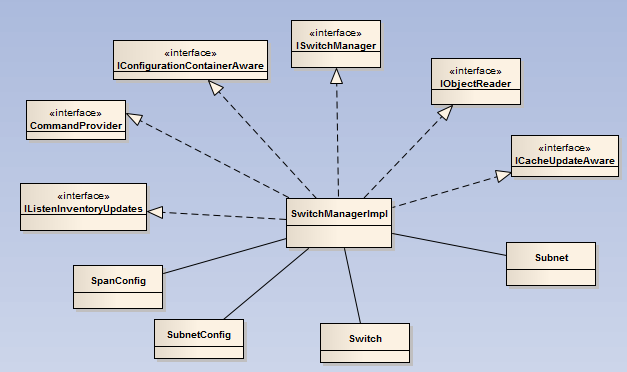 «interface»
ISwitchManager
«interface»
IConfigurationContainerAware
«interface»
IObjectReader
«interface»
CommandProvider
«interface»
ICacheUpdateAware
«interface»
IListenInventoryUpdates
SwitchManagerImpl
Subnet
SpanConfig
SubnetConfig
Switch